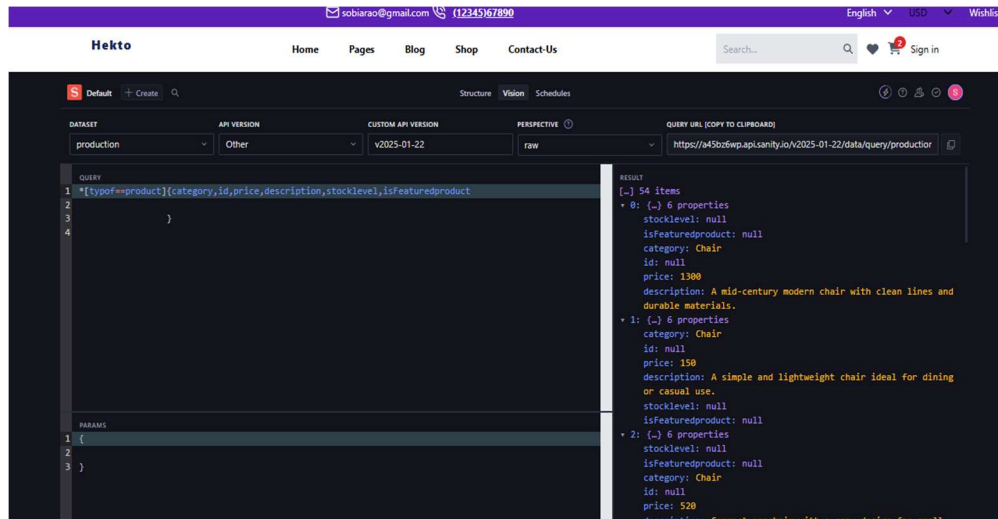 sobiarao@gmail.com (12345)67890 English USD Wishlis
Hekto Home Pages Blog Shop Contact-Us Search... 2 Sign in
S Default + Create Structure Vision Schedules S
DATASET API VERSION CUSTOM API VERSION PERSPECTIVE QUERY URL [COPY TO CLIPBOARD]
production Other v2025-01-22 raw https://a45bz6wp.api.sanity.io/v2025-01-22/data/query/production
QUERY
1 *[typof==product]{category,id,price,description,stocklevel,isFeaturedproduct
2
3 }
4
PARAMS
1 {
2
3 }
RESULT
[…] 54 items
0: {…} 6 properties
stocklevel: null
isFeaturedproduct: null
category: Chair
id: null
price: 1300
description: A mid-century modern chair with clean lines and
durable materials.
1: {…} 6 properties
category: Chair
id: null
price: 150
description: A simple and lightweight chair ideal for dining
or casual use.
stocklevel: null
isFeaturedproduct: null
2: {…} 6 properties
stocklevel: null
isFeaturedproduct: null
category: Chair
id: null
price: 520